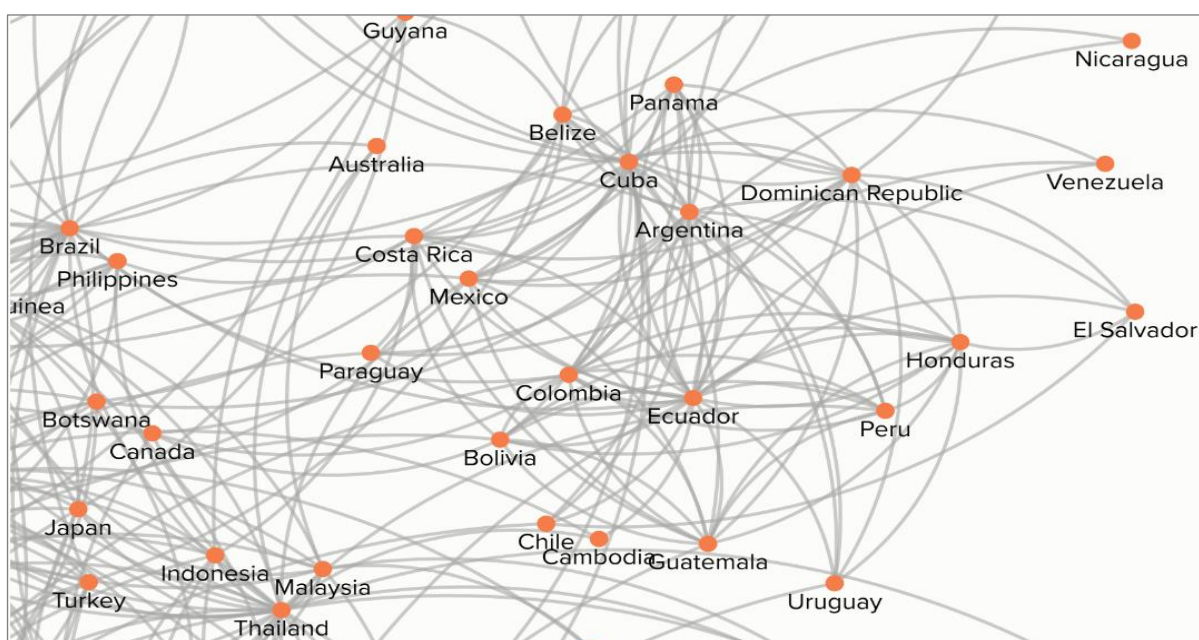 Guyana
Nicaragua
Panama
Belize
Australia
Cuba
Venezuela
Dominican Republic
Argentina
Brazil
Costa Rica
Philippines
Mexico
uinea
El Salvador
Honduras
Paraguay
Colombia
Ecuador
Botswana
Peru
Canada
Bolivia
Japan
Chile
Cambodia
Guatemala
Indonesia
Malaysia
Turkey
Uruguay
Thailand